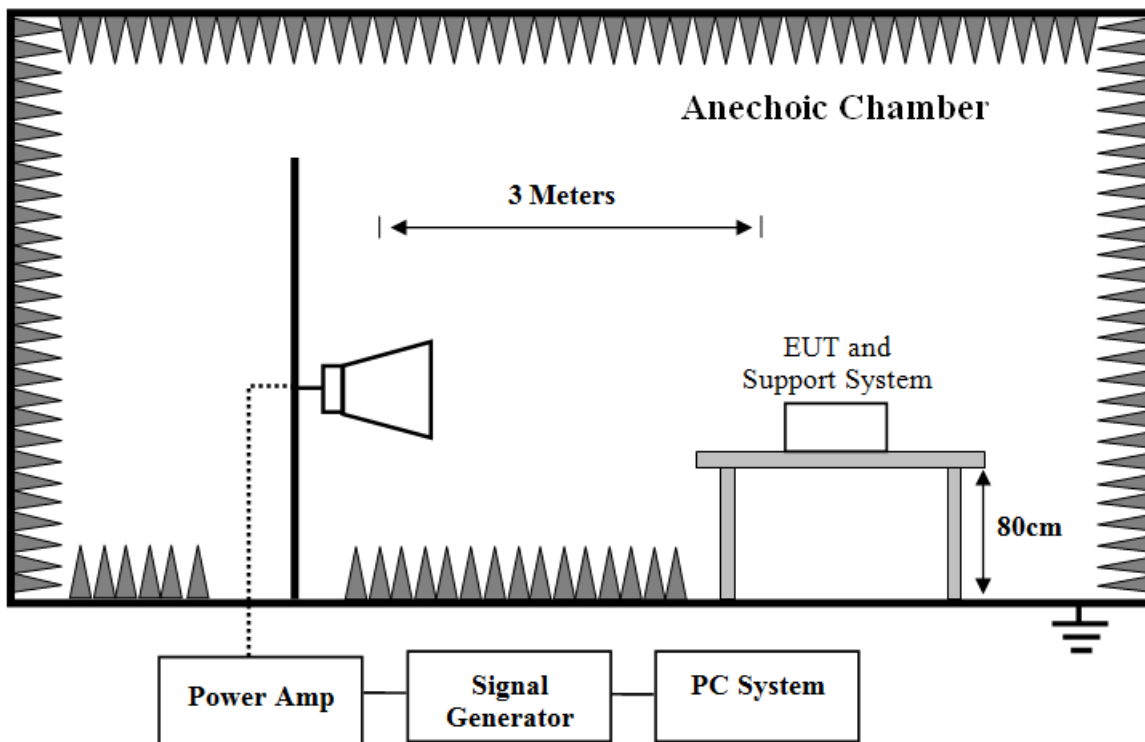 Anechoic Chamber
3 Meters
EUT and
Support System
80cm
Power Amp
Signal
Generator
PC System